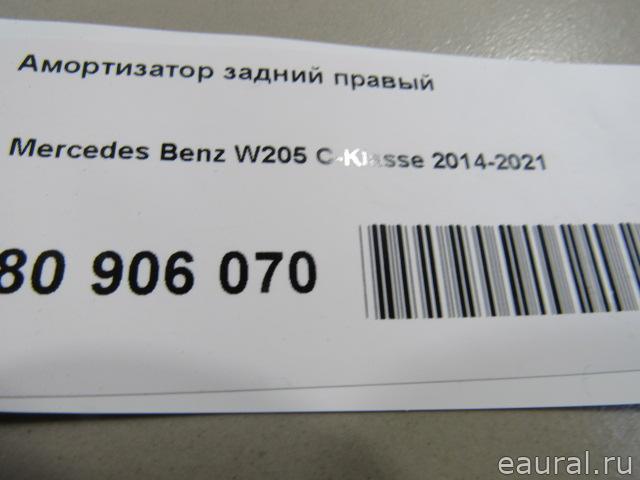 Амортизатор задний правый
Mercedes Benz W205 C-Klasse 2014-2021
80 906 070
eaural.ru